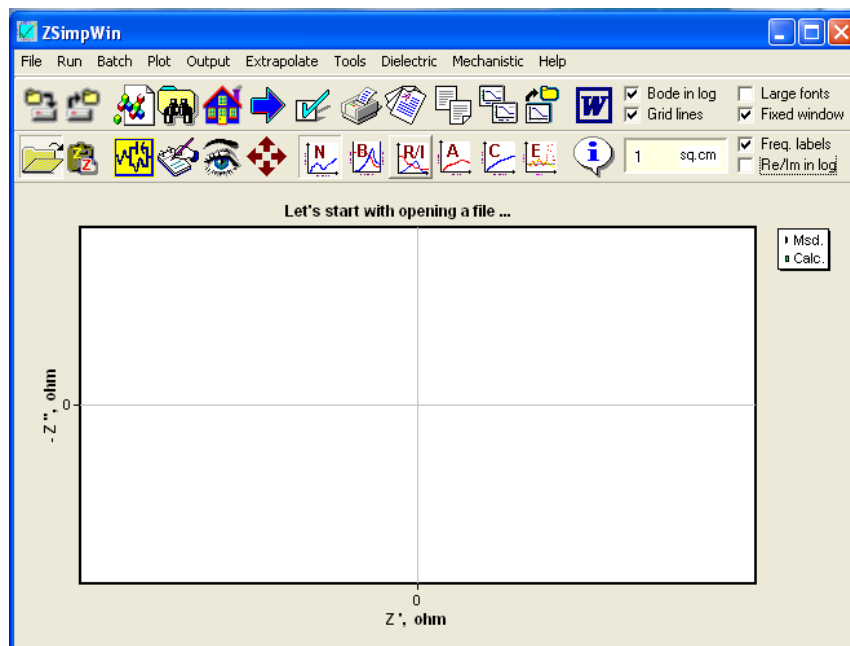 ZSimpWin
File Run Batch Plot Output Extrapolate Tools Dielectric Mechanistic Help
W
Bode in log
Large fonts
Grid lines
Fixed window
Z
N
B
R/I
A
C
E
i
1 sq.cm
Freq. labels
Re/Im in log
Let's start with opening a file ...
Msd.
Calc.
- Z '', ohm
0
0
Z ', ohm